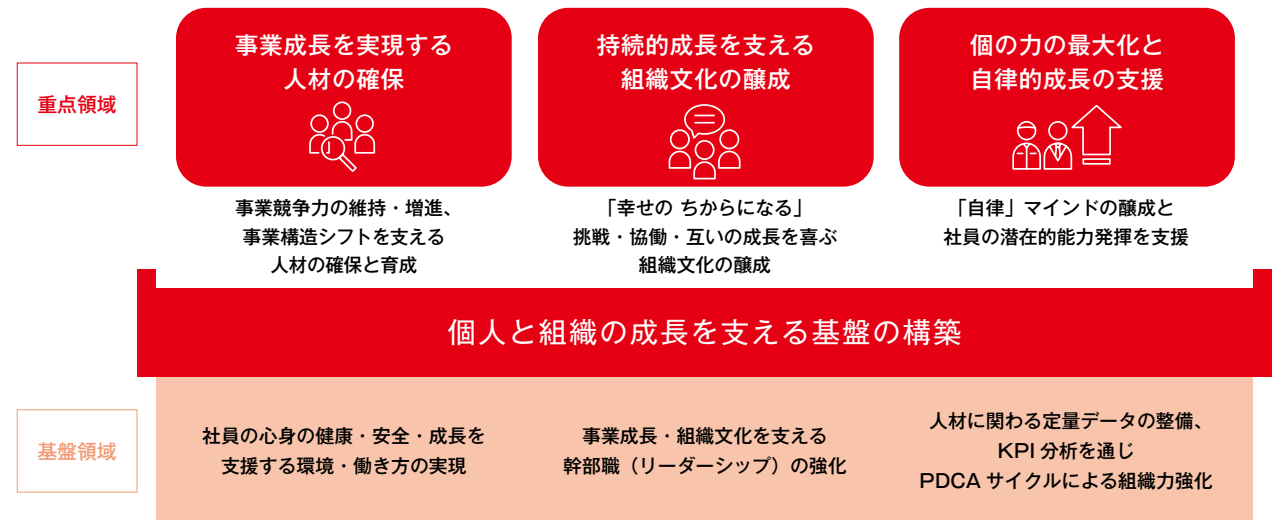 重点領域
事業成長を実現する
人材の確保
持続的成長を支える
組織文化の醸成
個の力の最大化と
自律的成長の支援
事業競争力の維持・増進、
事業構造シフトを支える
人材の確保と育成
「幸せの ちからになる」
挑戦・協働・互いの成長を喜ぶ
組織文化の醸成
「自律」マインドの醸成と
社員の潜在的能力発揮を支援
個人と組織の成長を支える基盤の構築
基盤領域
社員の心身の健康・安全・成長を
支援する環境・働き方の実現
事業成長・組織文化を支える
幹部職（リーダーシップ）の強化
人材に関わる定量データの整備、
KPI 分析を通じ
PDCA サイクルによる組織力強化